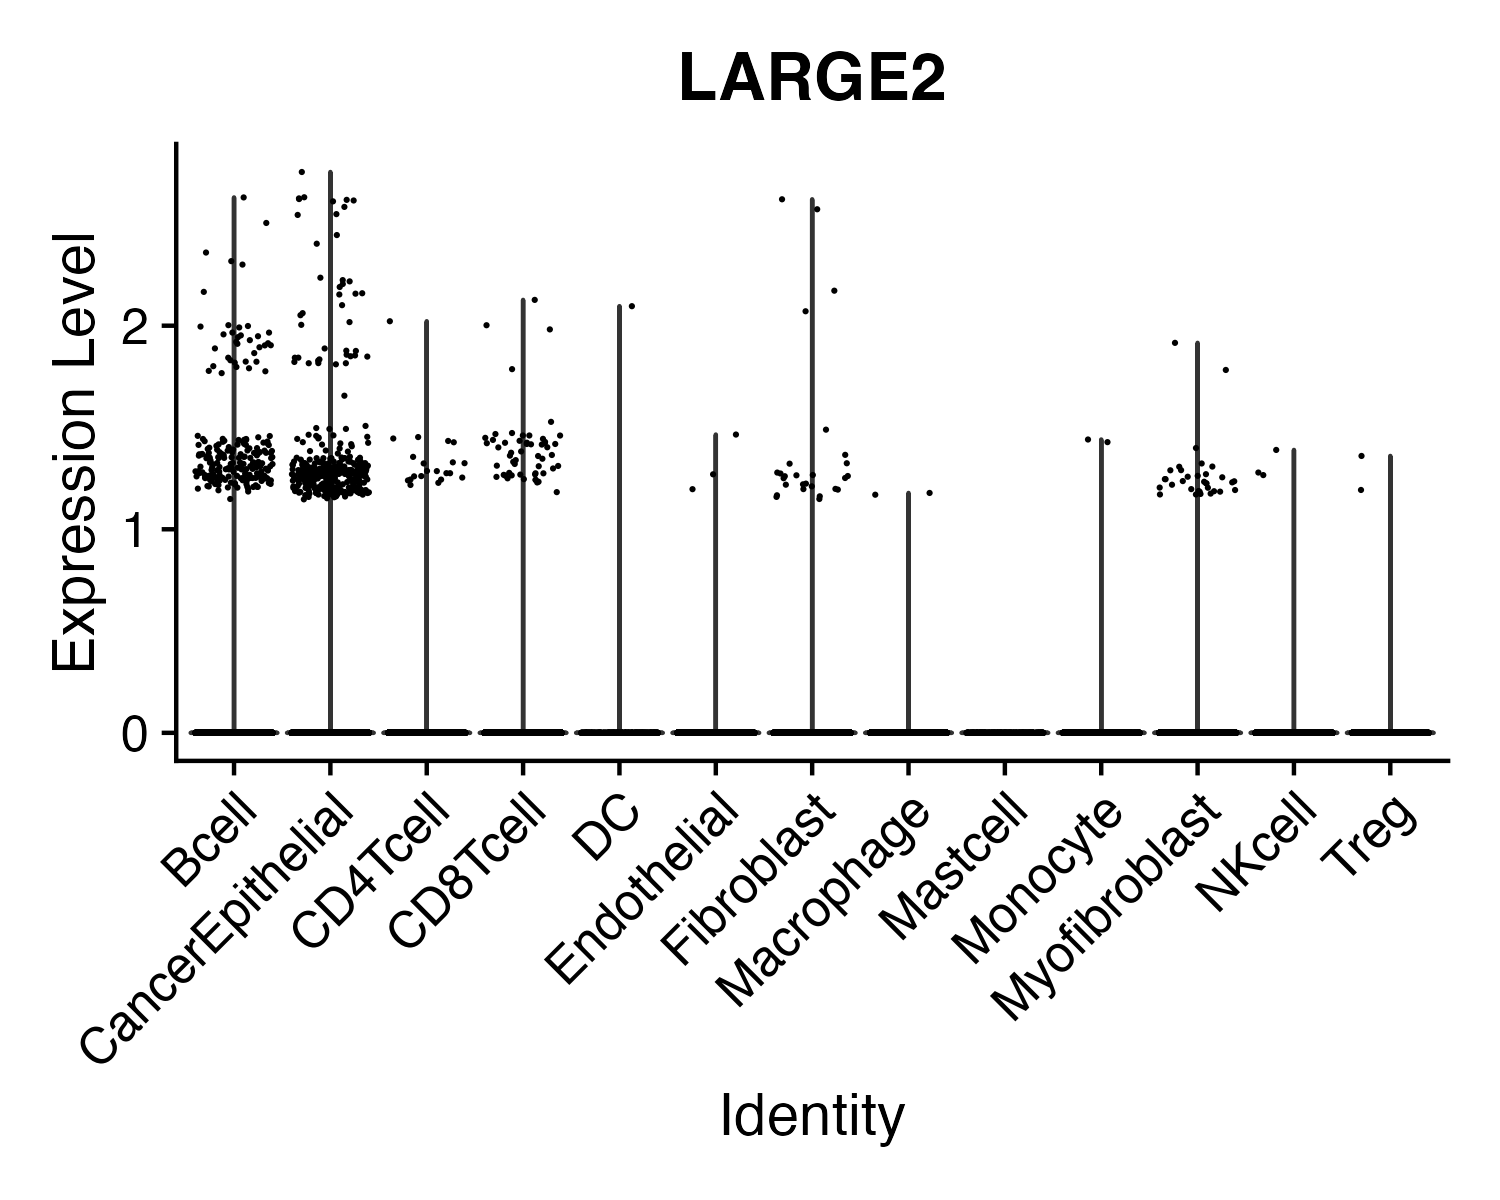 LARGE2
Expression Level
2
1
0
Bcell
CancerEpithelial
CD4Tcell
CD8Tcell
DC
Endothelial
Fibroblast
Macrophage
Mastcell
Monocyte
Myofibroblast
NKcell
Treg
Identity